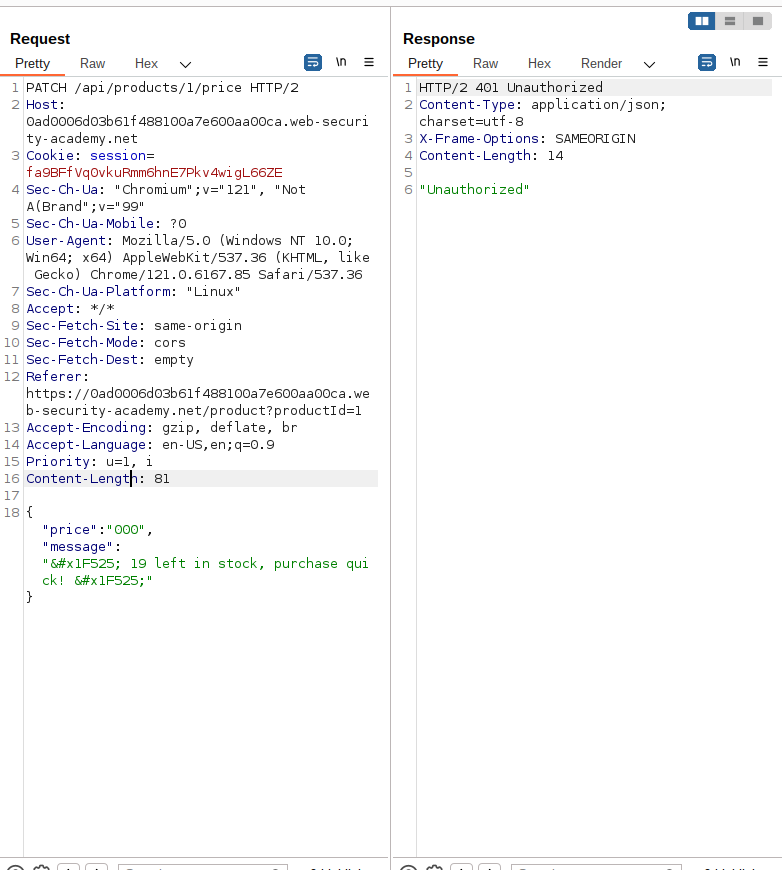 Request
Pretty Raw Hex \n
1 PATCH /api/products/1/price HTTP/2
2 Host:
0ad0006d03b61f488100a7e600aa00ca.web-securi
ty-academy.net
3 Cookie: session=
fa9BFfVq0vkuRmm6hnE7Pkv4wigL66ZE
4 Sec-Ch-Ua: "Chromium";v="121", "Not
A(Brand";v="99"
5 Sec-Ch-Ua-Mobile: ?0
6 User-Agent: Mozilla/5.0 (Windows NT 10.0;
Win64; x64) AppleWebKit/537.36 (KHTML, like
Gecko) Chrome/121.0.6167.85 Safari/537.36
7 Sec-Ch-Ua-Platform: "Linux"
8 Accept: */*
9 Sec-Fetch-Site: same-origin
10 Sec-Fetch-Mode: cors
11 Sec-Fetch-Dest: empty
12 Referer:
https://0ad0006d03b61f488100a7e600aa00ca.we
b-security-academy.net/product?productId=1
13 Accept-Encoding: gzip, deflate, br
14 Accept-Language: en-US,en;q=0.9
15 Priority: u=1, i
16 Content-Length: 81
17
18 {
"price":"000",
"message":
"&#x1F525; 19 left in stock, purchase qui
ck! &#x1F525;"
}
Response
Pretty Raw Hex Render \n
1 HTTP/2 401 Unauthorized
2 Content-Type: application/json;
charset=utf-8
3 X-Frame-Options: SAMEORIGIN
4 Content-Length: 14
5
6 "Unauthorized"